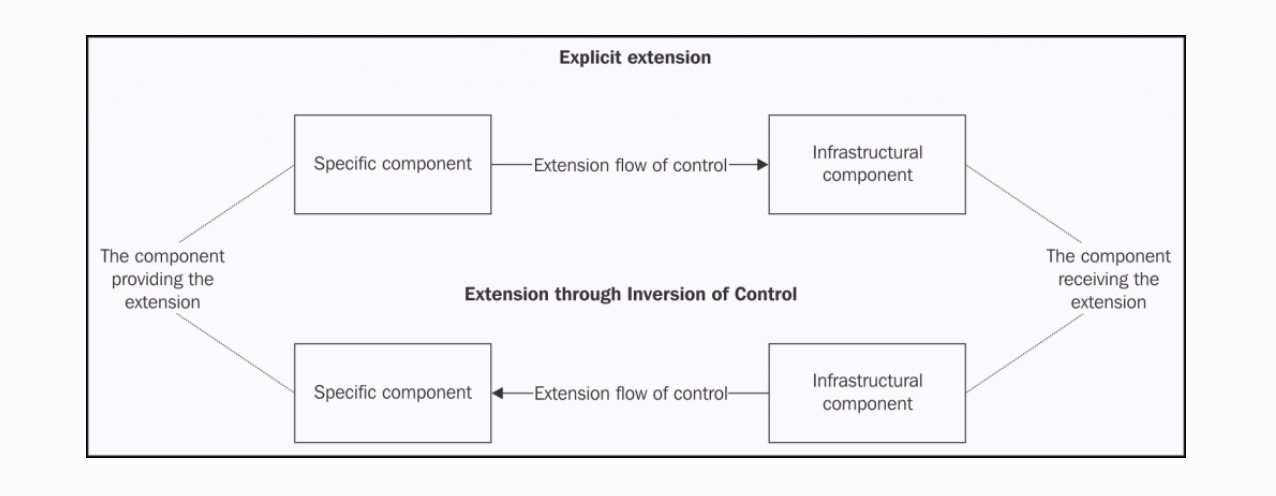 Explicit extension
Specific component
Extension flow of control
Infrastructural
component
The component
providing the
extension
The component
receiving the
extension
Extension through Inversion of Control
Specific component
Extension flow of control
Infrastructural
component